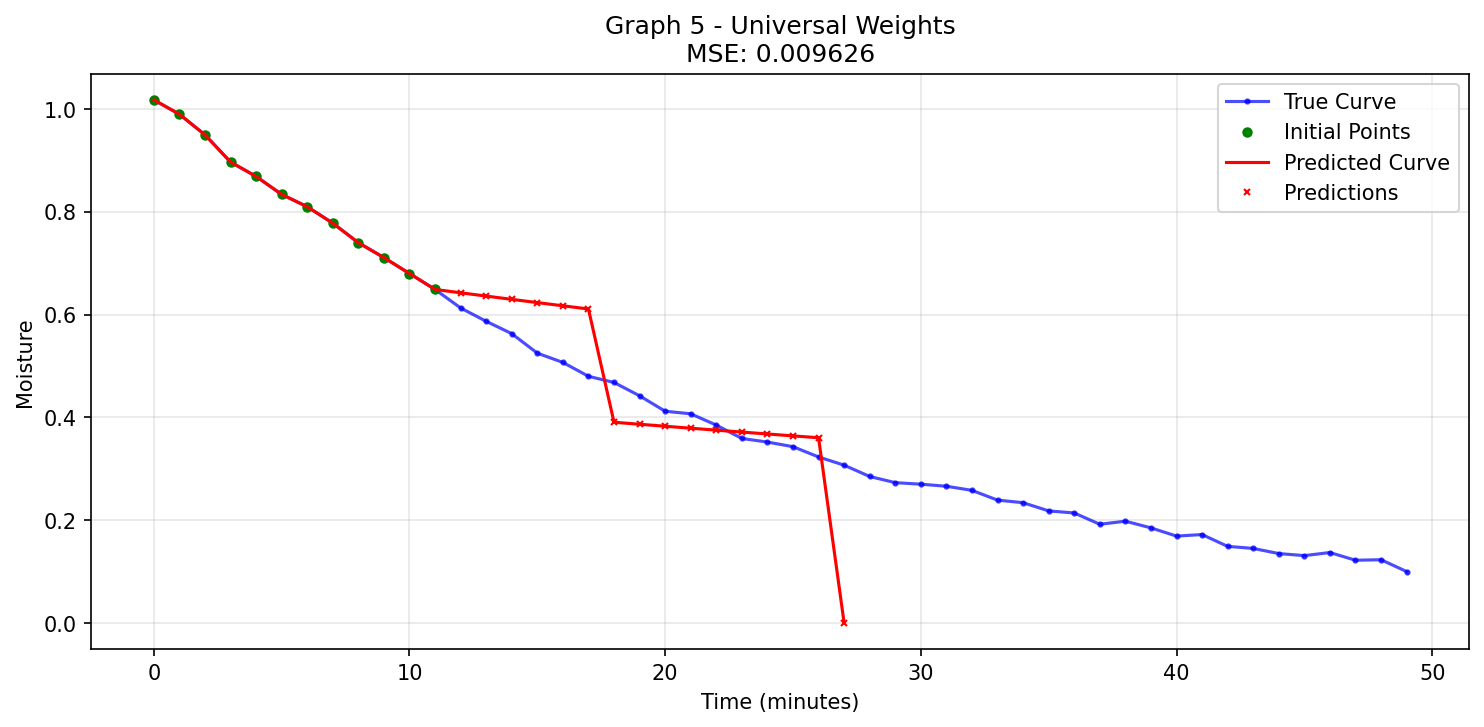 Graph 5 - Universal Weights
MSE: 0.009626
True Curve
Initial Points
Predicted Curve
Predictions
Moisture
1.0
0.8
0.6
0.4
0.2
0.0
0 10 20 30 40 50
Time (minutes)